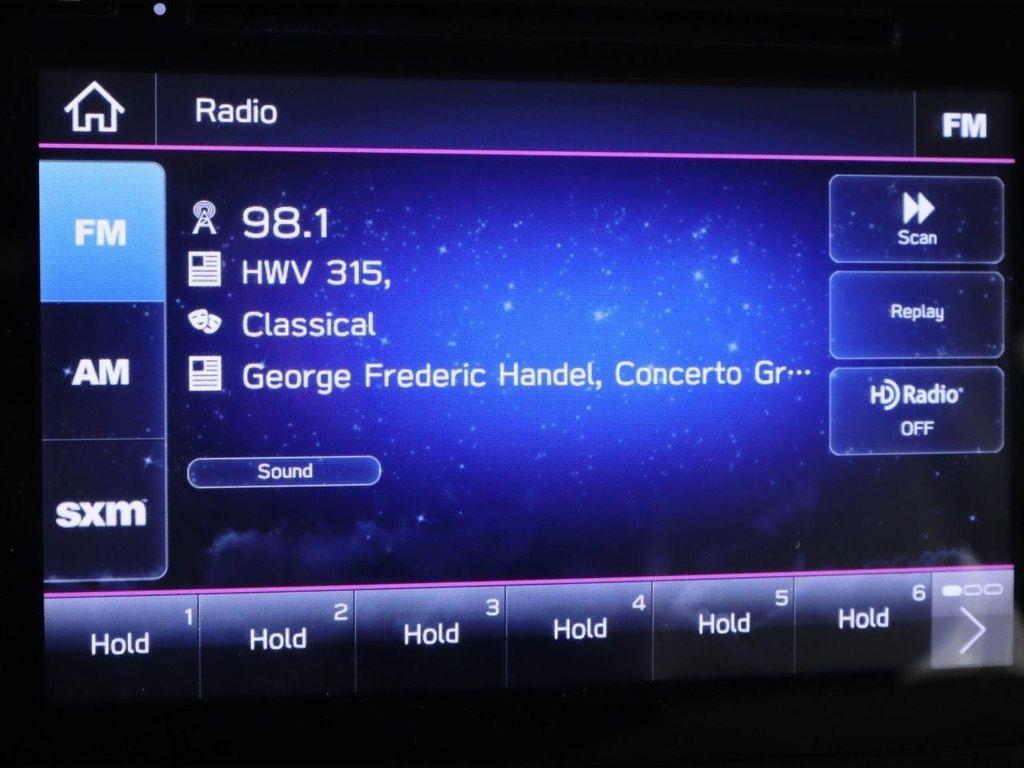 Radio
FM
FM
AM
sxm
98.1
HWV 315,
Classical
George Frederic Handel, Concerto Gr···
Sound
Scan
Replay
HD Radio
OFF
1
Hold
2
Hold
3
Hold
4
Hold
5
Hold
6
Hold